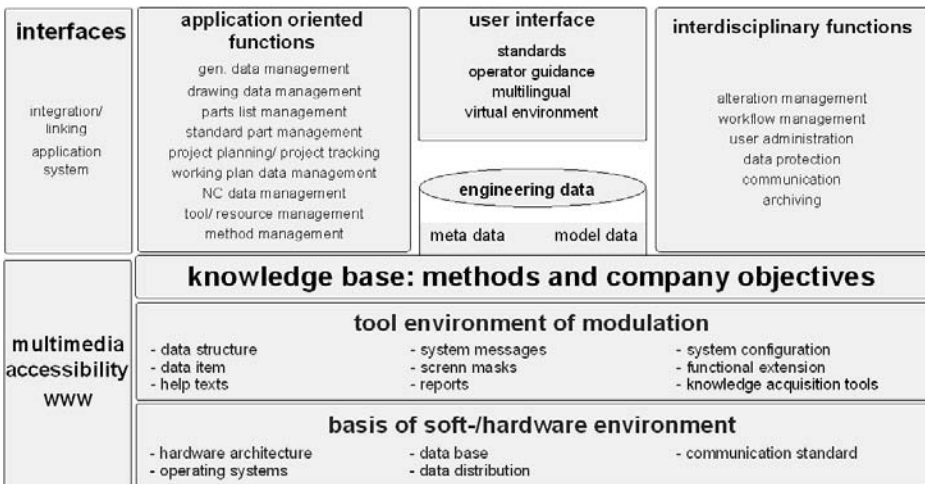 interfaces
integration/
linking
application
system
application oriented
functions
gen. data management
drawing data management
parts list management
standard part management
project planning/ project tracking
working plan data management
NC data management
tool/ resource management
method management
user interface
standards
operator guidance
multilingual
virtual environment
engineering data
meta data model data
interdisciplinary functions
alteration management
workflow management
user administration
data protection
communication
archiving
multimedia
accessibility
www
knowledge base: methods and company objectives
tool environment of modulation
- data structure
- data item
- help texts
- system messages
- screnn masks
- reports
- system configuration
- functional extension
- knowledge acquisition tools
basis of soft-/hardware environment
- hardware architecture
- operating systems
- data base
- data distribution
- communication standard